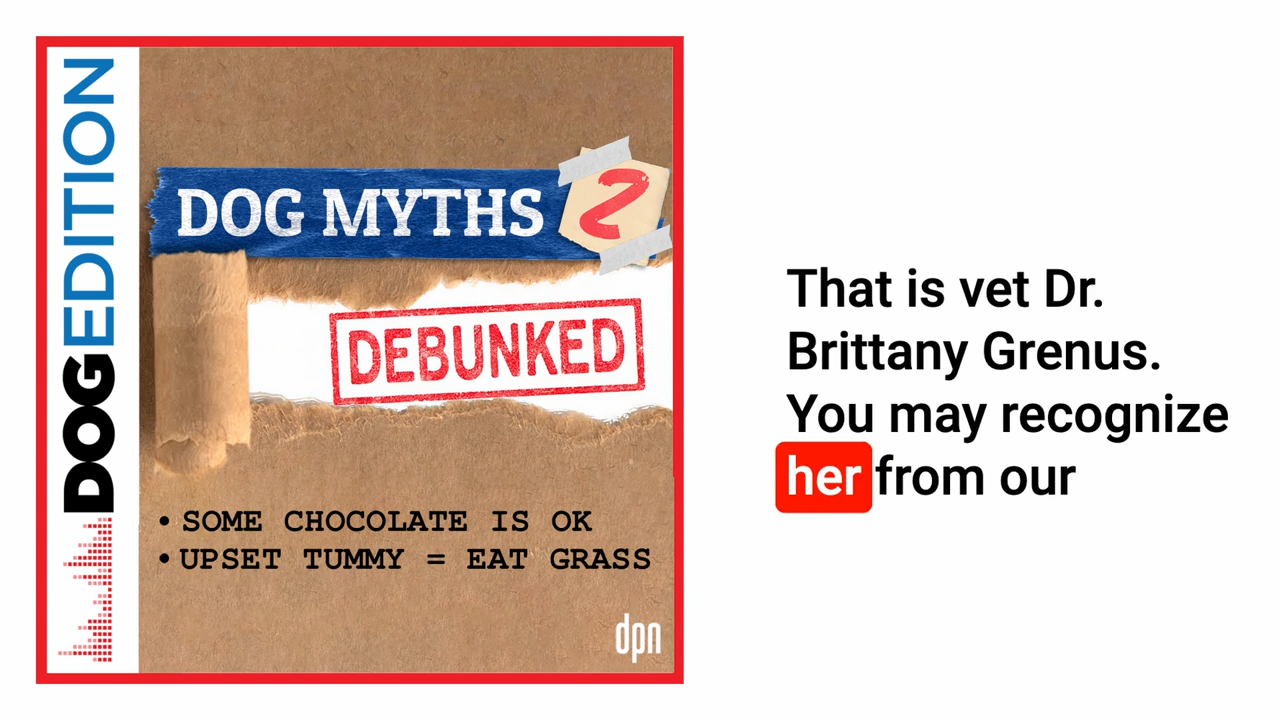 DOGEDITION
DOG MYTHS 2
DEBUNKED
• SOME CHOCOLATE IS OK
• UPSET TUMMY = EAT GRASS
dpn
That is vet Dr.
Brittany Grenus.
You may recognize
her from our